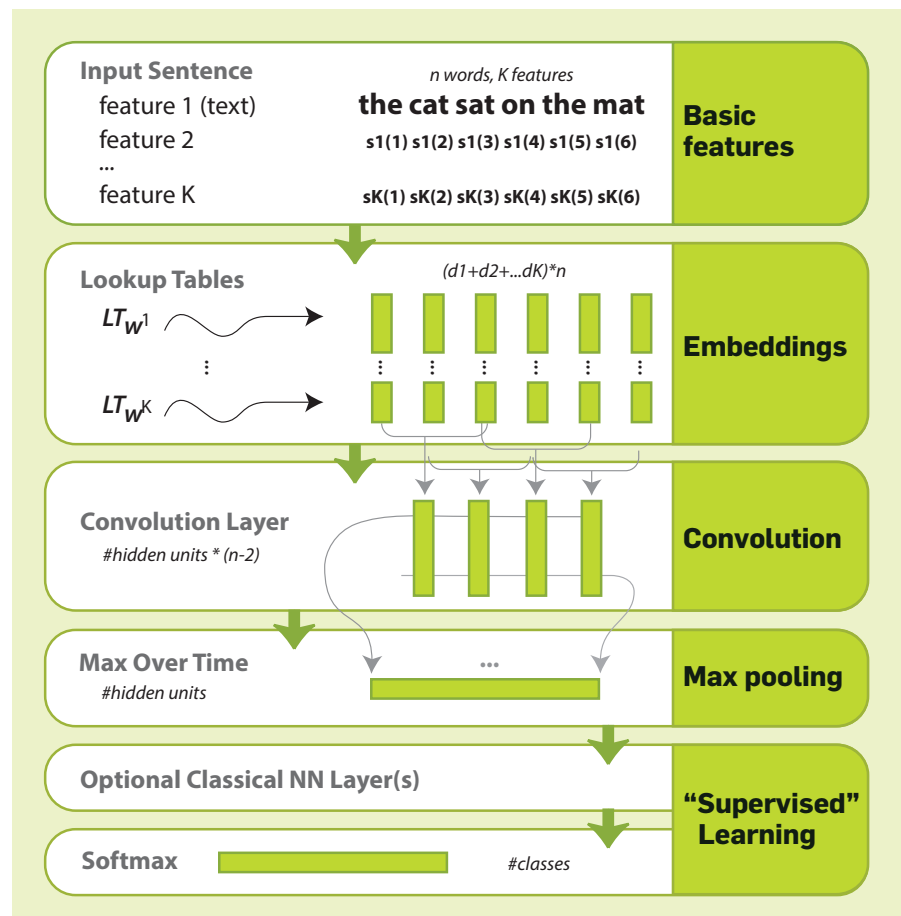 Input Sentence
n words, K features
feature 1 (text)
the cat sat on the mat
feature 2
s1(1) s1(2) s1(3) s1(4) s1(5) s1(6)
...
feature K
sK(1) sK(2) sK(3) sK(4) sK(5) sK(6)
Basic
features
Lookup Tables
(d1+d2+...dK)*n
LTW1
⋮
LTWK
⋮ ⋮ ⋮ ⋮ ⋮ ⋮
Embeddings
Convolution Layer
#hidden units * (n-2)
Convolution
Max Over Time
#hidden units
...
Max pooling
Optional Classical NN Layer(s)
Softmax
#classes
“Supervised”
Learning